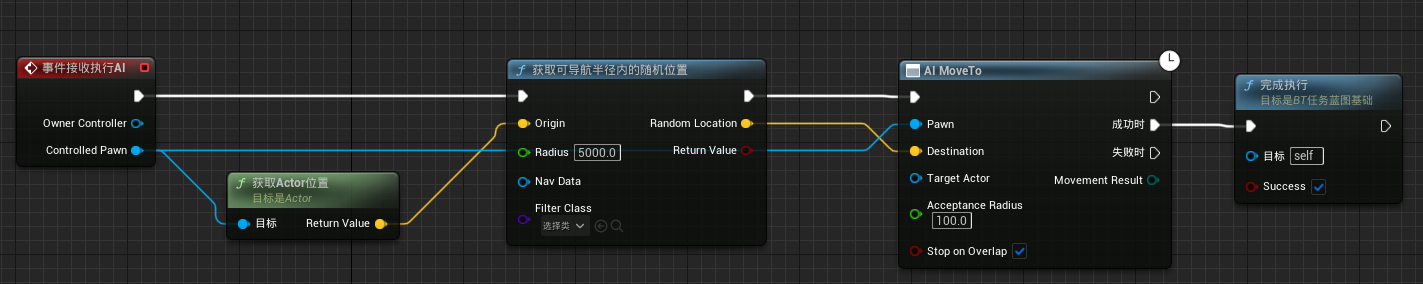 事件接收执行AI
Owner Controller
Controlled Pawn
获取Actor位置
目标是Actor
目标
Return Value
获取可导航半径内的随机位置
Origin
Random Location
Radius 5000.0
Return Value
Nav Data
Filter Class
选择类
AI MoveTo
Pawn
成功时
Destination
失败时
Target Actor
Movement Result
Acceptance Radius
100.0
Stop on Overlap
完成执行
目标是BT任务蓝图基础
目标 self
Success